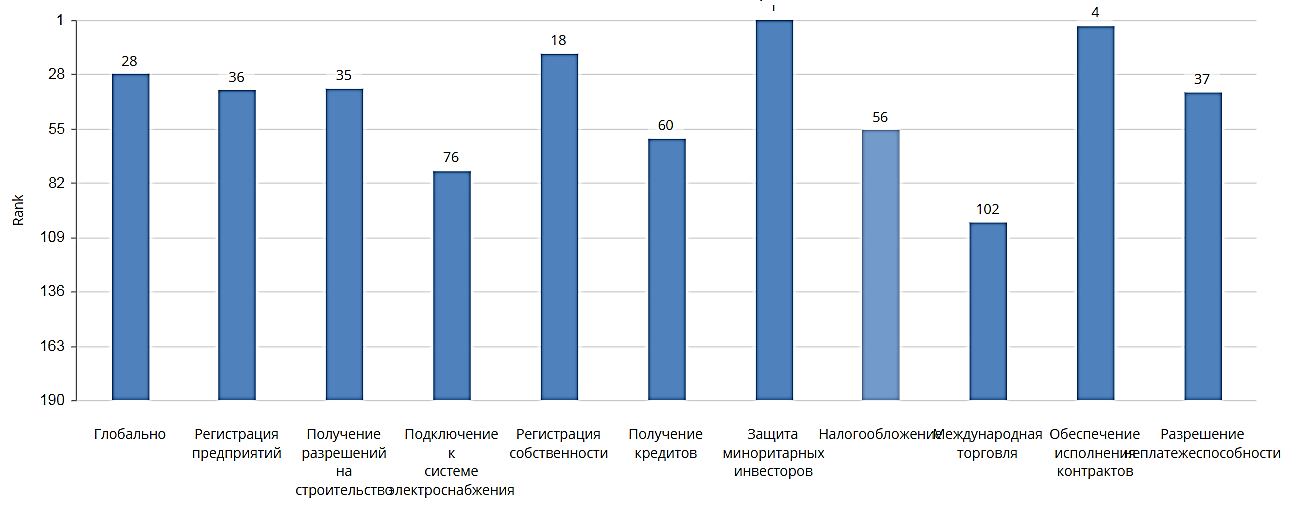 1
28
55
82
109
136
163
190
Rank
28
36
35
76
18
60
1
56
102
4
37
Глобально
Регистрация
предприятий
Получение
разрешений
на
строительство
Подключение
к
системе
электроснабжения
Регистрация
собственности
Получение
кредитов
Защита
миноритарных
инвесторов
Налогообложение
Международная
торговля
Обеспечение
исполнения
контрактов
Разрешение
неплатежеспособности